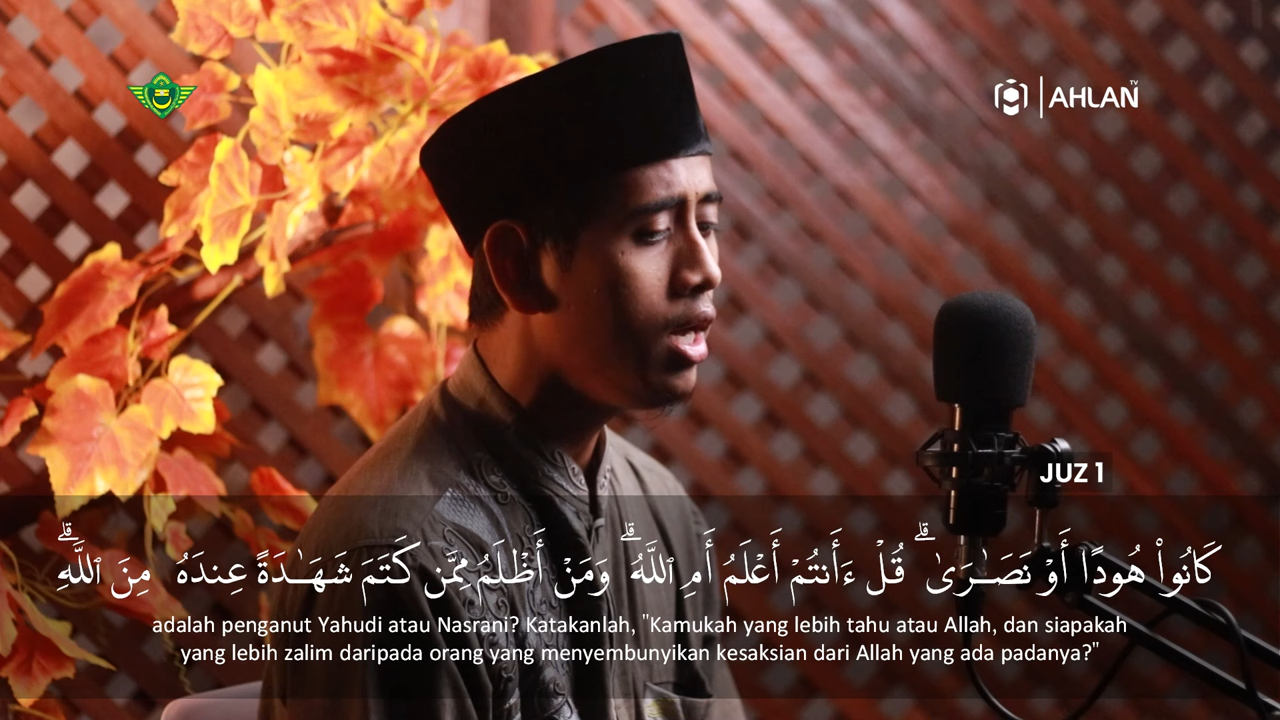 AHLAN TV
JUZ 1
كَانُوا۟ هُودًا أَوْ نَصَـٰرَىٰ ۗ قُلْ ءَأَنتُمْ أَعْلَمُ أَمِ ٱللَّهُ ۗ وَمَنْ أَظْلَمُ مِمَّن كَتَمَ شَهَـٰدَةً عِندَهُۥ مِنَ ٱللَّهِ ۗ
adalah penganut Yahudi atau Nasrani? Katakanlah, "Kamukah yang lebih tahu atau Allah, dan siapakah
yang lebih zalim daripada orang yang menyembunyikan kesaksian dari Allah yang ada padanya?"